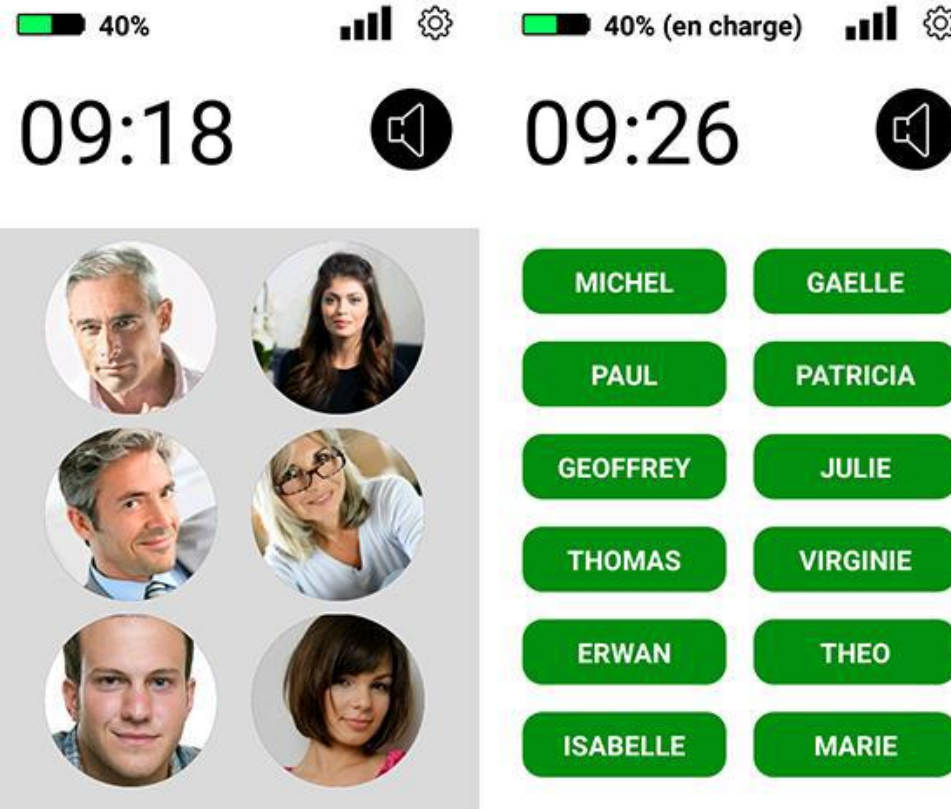 40%
09:18
40% (en charge)
09:26
MICHEL
GAELLE
PAUL
PATRICIA
GEOFFREY
JULIE
THOMAS
VIRGINIE
ERWAN
THEO
ISABELLE
MARIE